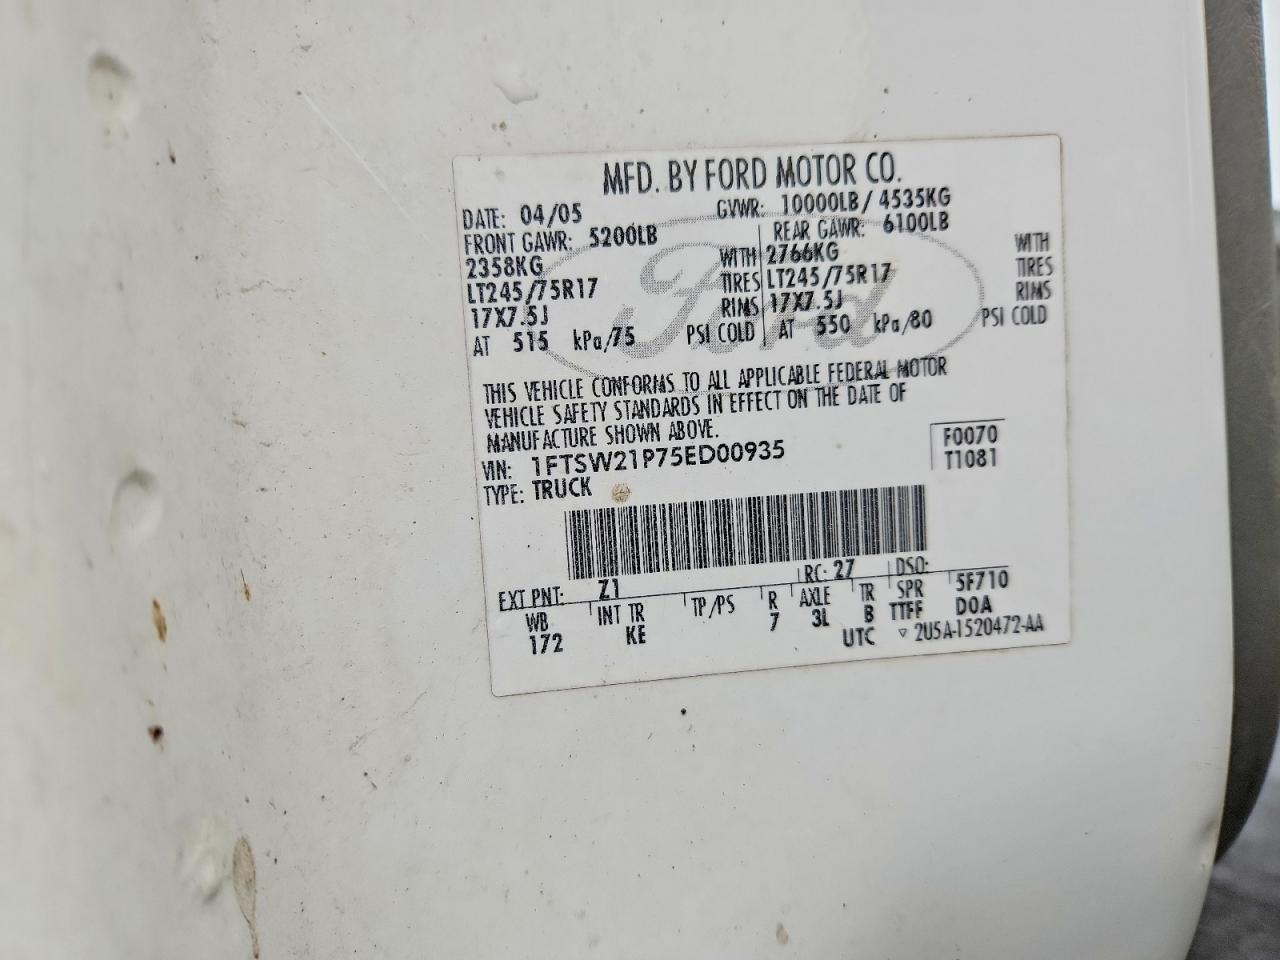 MFD. BY FORD MOTOR CO.
DATE: 04/05 GVWR: 10000LB/ 4535KG
FRONT GAWR: 5200LB REAR GAWR: 6100LB
2358KG WITH 2766KG WITH
LT245/75R17 TIRES LT245/75R17 TIRES
17X7.5J RIMS 17X7.5J RIMS
AT 515 kPa/75 PSI COLD AT 550 kPa/80 PSI COLD
Ford
THIS VEHICLE CONFORMS TO ALL APPLICABLE FEDERAL MOTOR
VEHICLE SAFETY STANDARDS IN EFFECT ON THE DATE OF
MANUFACTURE SHOWN ABOVE.
VIN: 1FTSW21P75ED00935 F0070
TYPE: TRUCK T1081
EXT PNT: Z1 RC: 27 DSO:
WB INT TR TP/PS R AXLE TR SPR 5F710
172 KE 7 3L B TTFF DOA
UTC ▽ 2U5A-1520472-AA